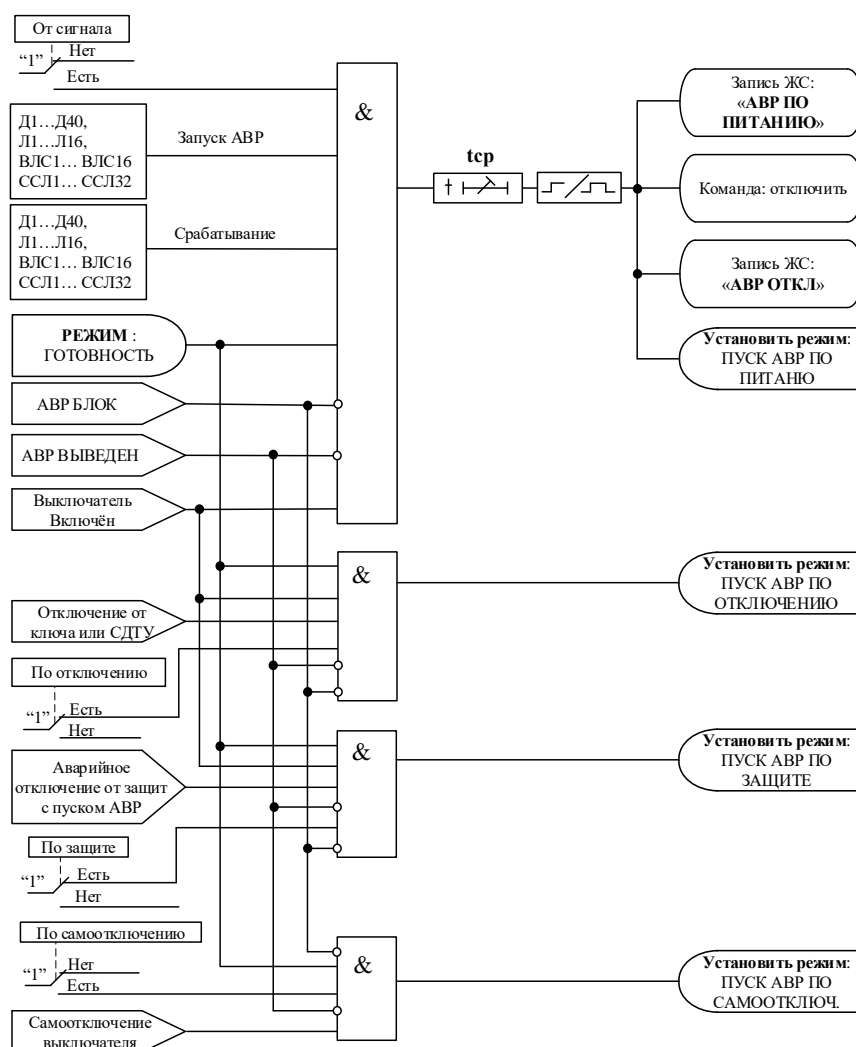 От сигнала
“1”
Нет
Есть
Д1…Д40,
Л1…Л16,
ВЛС1… ВЛС16
ССЛ1… ССЛ32
Запуск АВР
Д1…Д40,
Л1…Л16,
ВЛС1… ВЛС16
ССЛ1… ССЛ32
Срабатывание
РЕЖИМ :
ГОТОВНОСТЬ
АВР БЛОК
АВР ВЫВЕДЕН
Выключатель
Включён
&
tср
Запись ЖС:
«АВР ПО
ПИТАНИЮ»
Команда: отключить
Запись ЖС:
«АВР ОТКЛ»
Установить режим:
ПУСК АВР ПО
ПИТАНЮ
Отключение от
ключа или СДТУ
По отключению
“1”
Есть
Нет
&
Установить режим:
ПУСК АВР ПО
ОТКЛЮЧЕНИЮ
Аварийное
отключение от защит
с пуском АВР
По защите
“1”
Есть
Нет
&
Установить режим:
ПУСК АВР ПО
ЗАЩИТЕ
По самоотключению
“1”
Нет
Есть
Самоотключение
выключателя
&
Установить режим:
ПУСК АВР ПО
САМООТКЛЮЧ.